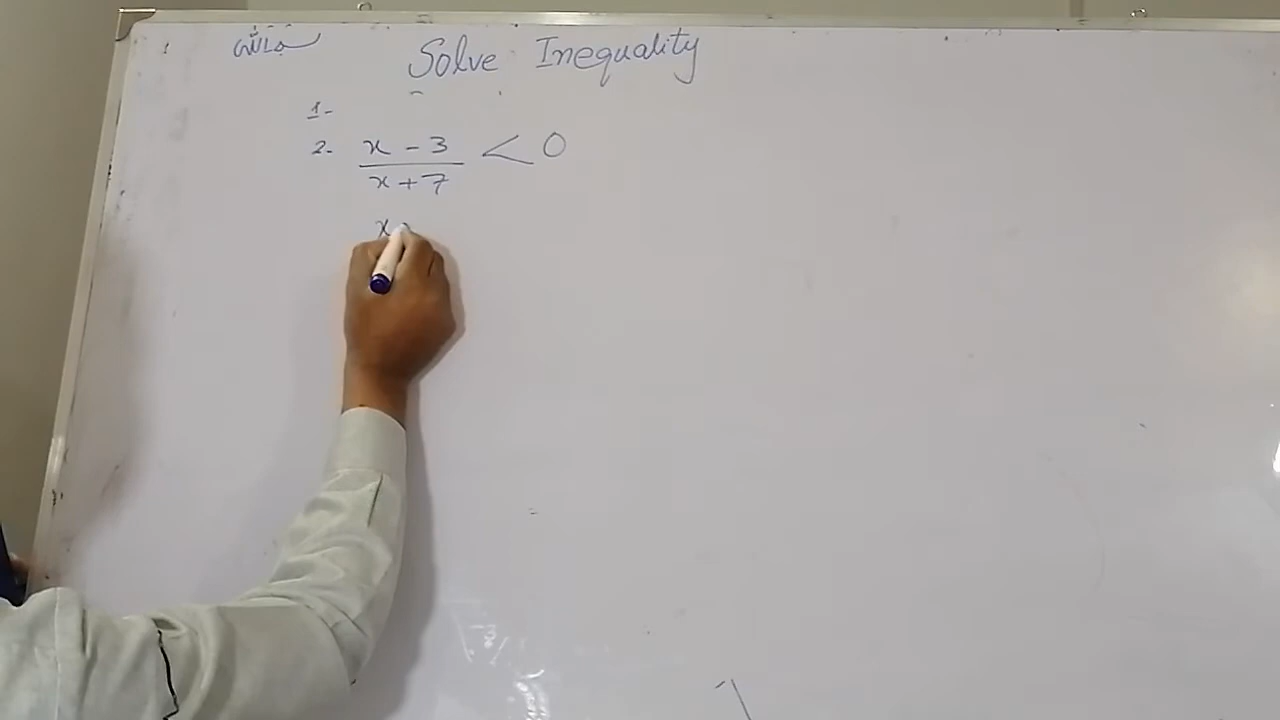 Solve Inequality
1-
2- x - 3 / x + 7 < 0
x